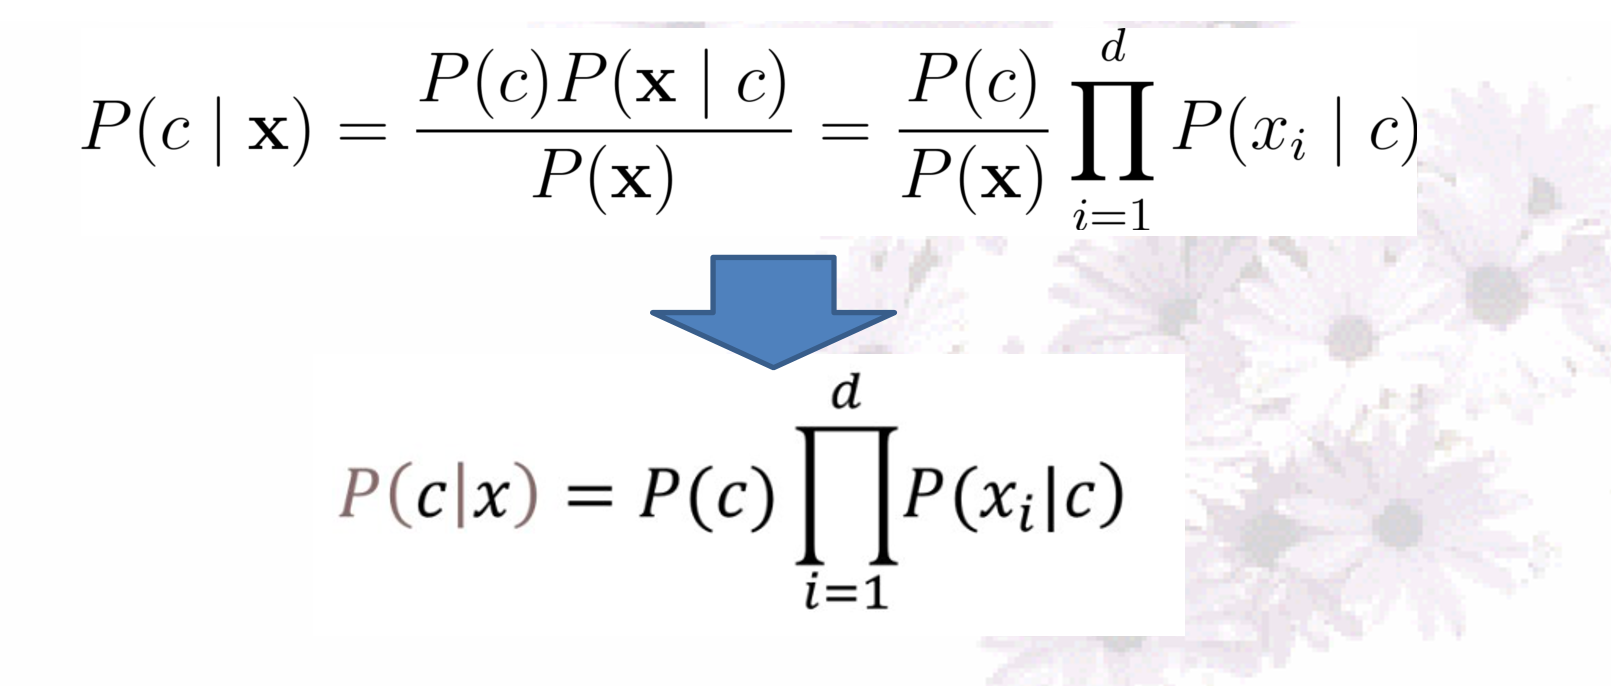 P(c | x) = P(c)P(x | c) / P(x) = P(c) / P(x) ∏_{i=1}^{d} P(x_i | c)
P(c|x) = P(c) ∏_{i=1}^{d} P(x_i|c)